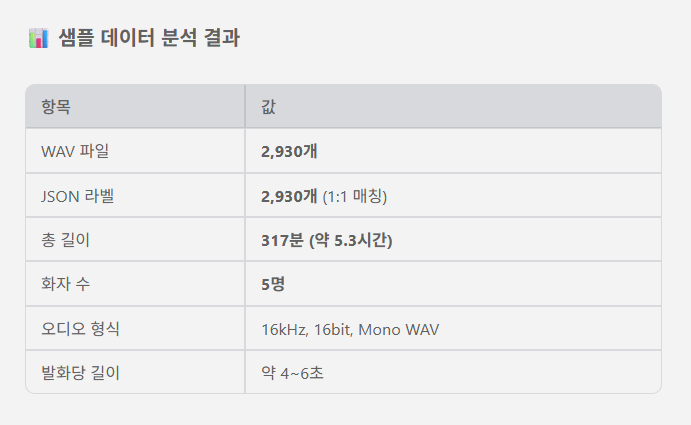 샘플 데이터 분석 결과
항목 값
WAV 파일 2,930개
JSON 라벨 2,930개 (1:1 매칭)
총 길이 317분 (약 5.3시간)
화자 수 5명
오디오 형식 16kHz, 16bit, Mono WAV
발화당 길이 약 4~6초